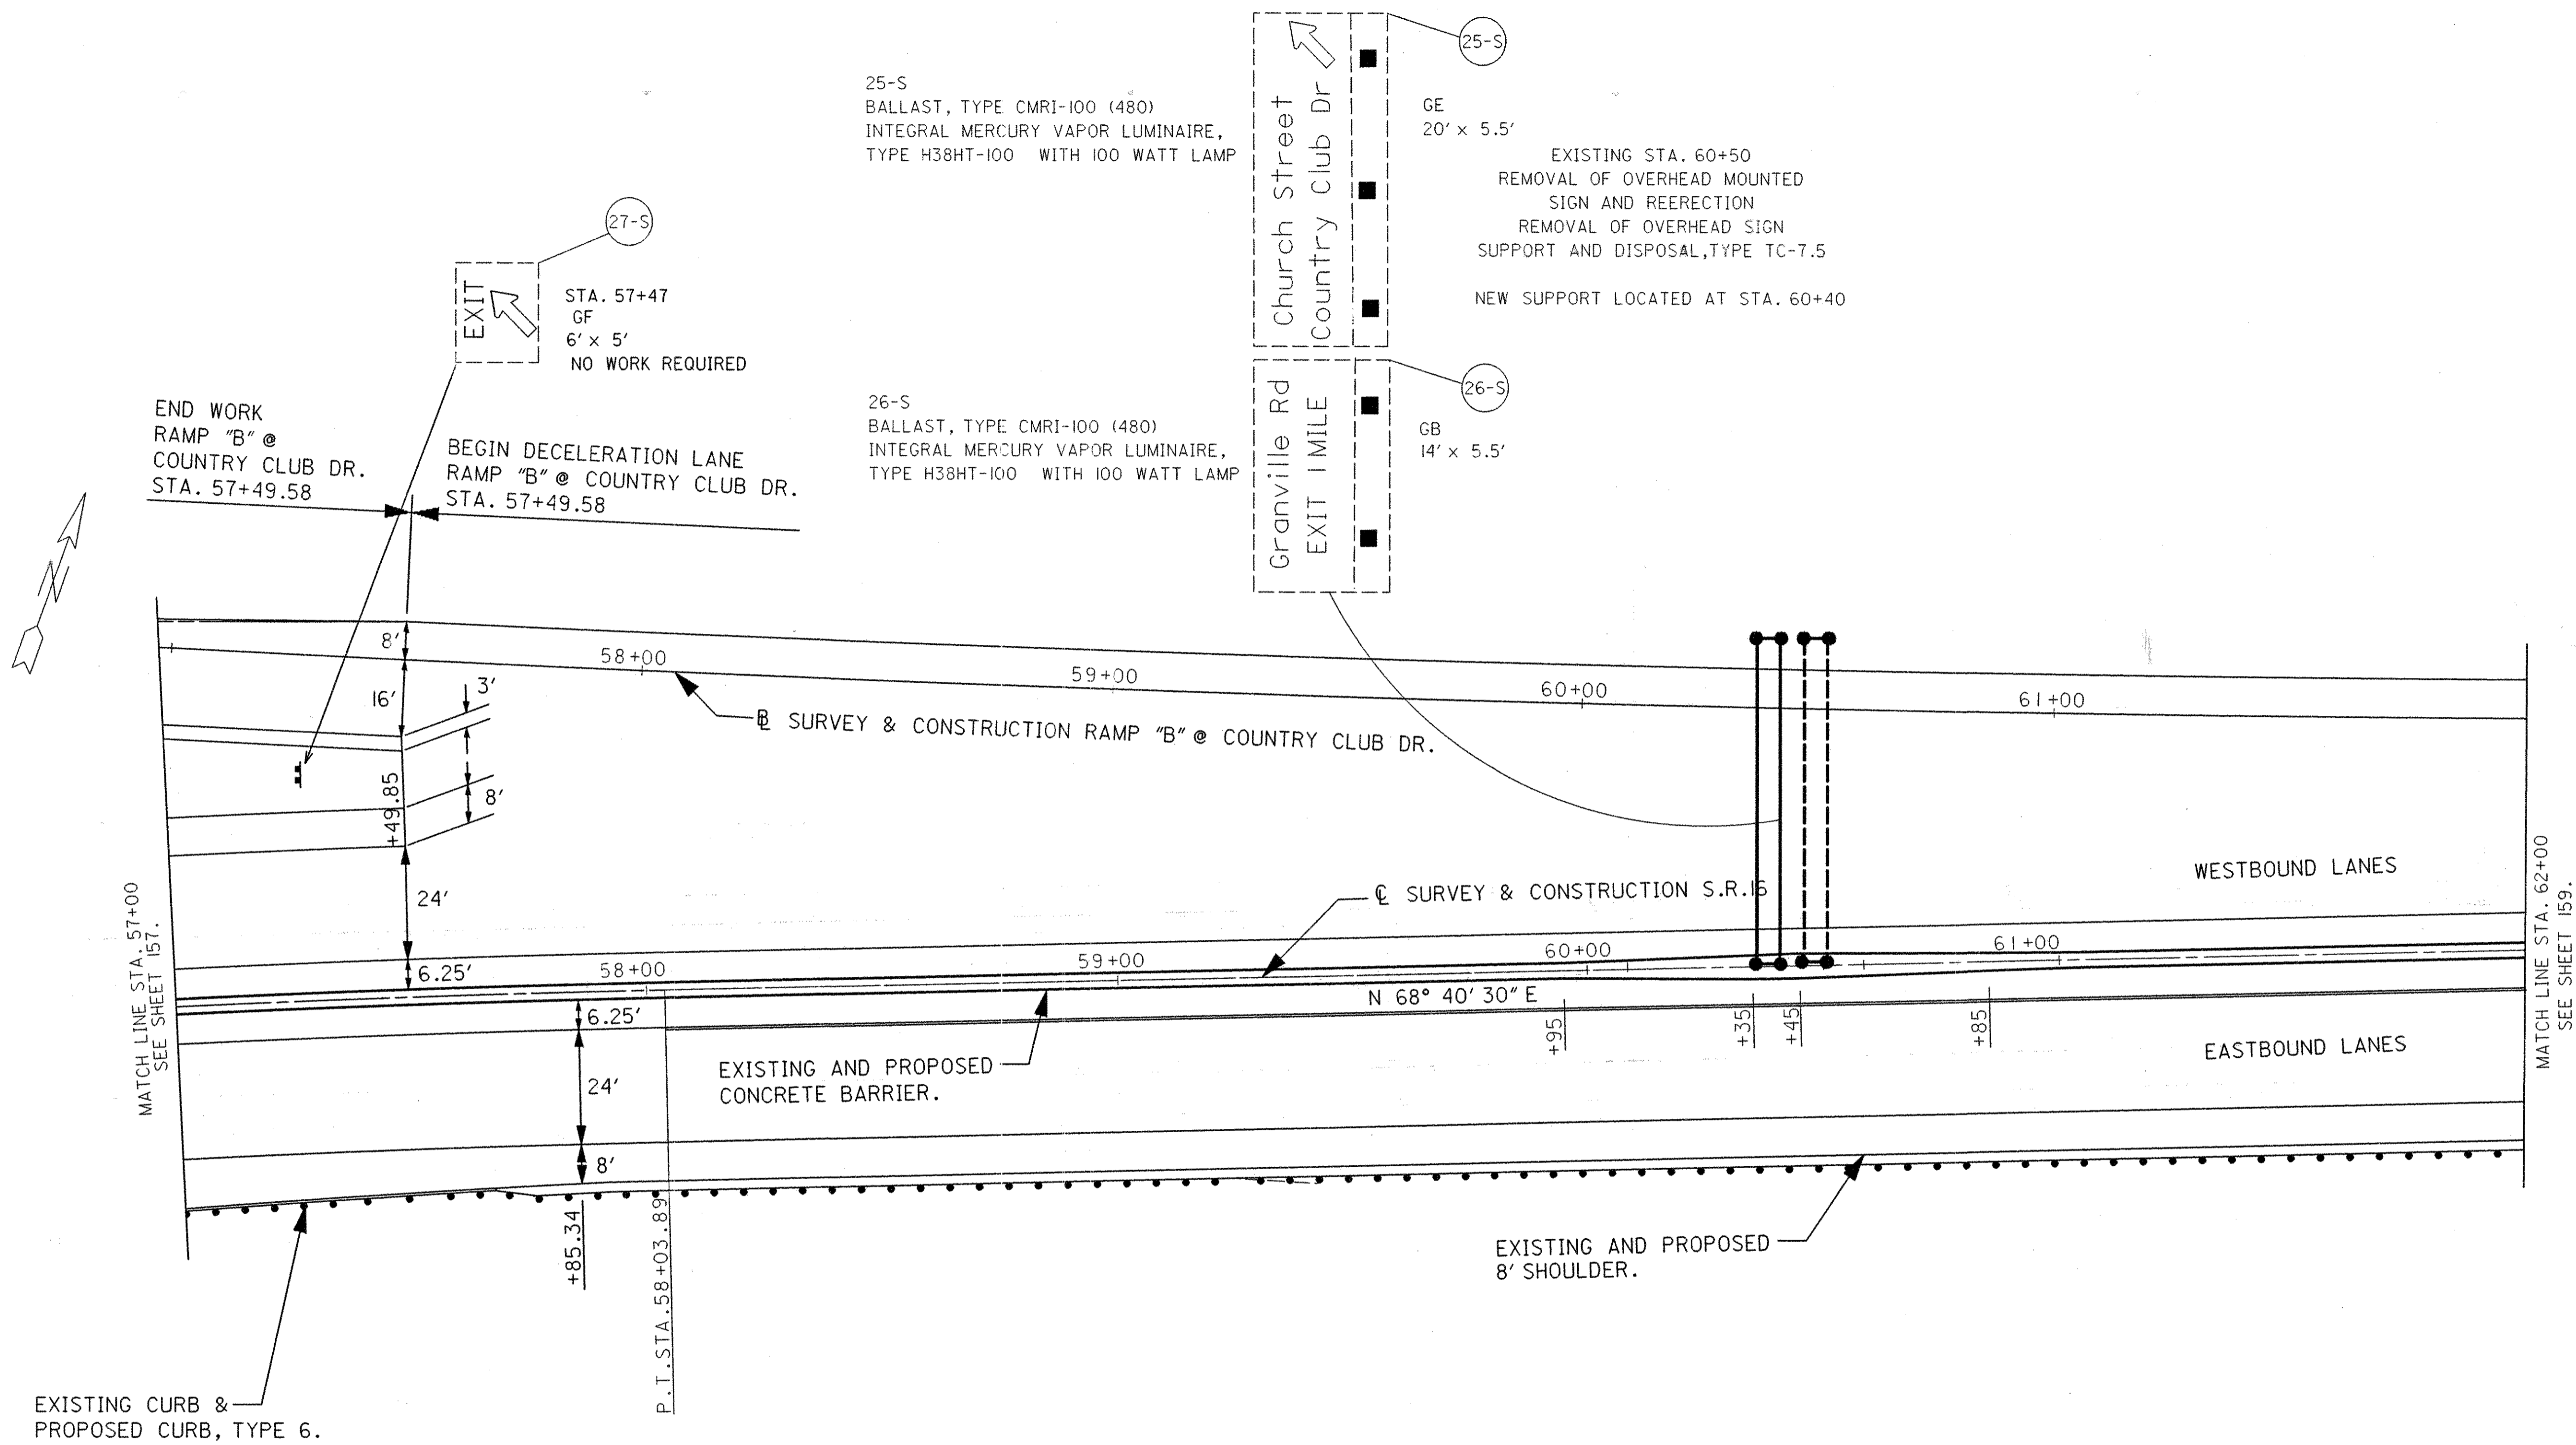 25-S
Church Street
Country Club Dr
25-S
BALLAST, TYPE CMRI-100 (480)
INTEGRAL MERCURY VAPOR LUMINAIRE,
TYPE H38HT-100 WITH 100 WATT LAMP
GE
20' x 5.5'
EXISTING STA. 60+50
REMOVAL OF OVERHEAD MOUNTED
SIGN AND REERECTION
REMOVAL OF OVERHEAD SIGN
SUPPORT AND DISPOSAL, TYPE TC-7.5
NEW SUPPORT LOCATED AT STA. 60+40
27-S
EXIT
STA. 57+47
GF
6' x 5'
NO WORK REQUIRED
26-S
Granville Rd
EXIT 1 MILE
26-S
BALLAST, TYPE CMRI-100 (480)
INTEGRAL MERCURY VAPOR LUMINAIRE,
TYPE H38HT-100 WITH 100 WATT LAMP
GB
14' x 5.5'
END WORK
RAMP "B" @
COUNTRY CLUB DR.
STA. 57+49.58
BEGIN DECELERATION LANE
RAMP "B" @ COUNTRY CLUB DR.
STA. 57+49.58
N
8'
58+00
59+00
60+00
61+00
16'
3'
B/L SURVEY & CONSTRUCTION RAMP "B" @ COUNTRY CLUB DR.
+49.85
8'
24'
WESTBOUND LANES
℄ SURVEY & CONSTRUCTION S.R.16
MATCH LINE STA. 57+00
SEE SHEET 157.
MATCH LINE STA. 62+00
SEE SHEET 159.
6.25'
58+00
59+00
60+00
61+00
N 68° 40' 30" E
6.25'
+95
+35
+45
+85
EASTBOUND LANES
EXISTING AND PROPOSED
CONCRETE BARRIER.
24'
8'
+85.34
P.T. STA. 58+03.89
EXISTING AND PROPOSED
8' SHOULDER.
EXISTING CURB &
PROPOSED CURB, TYPE 6.